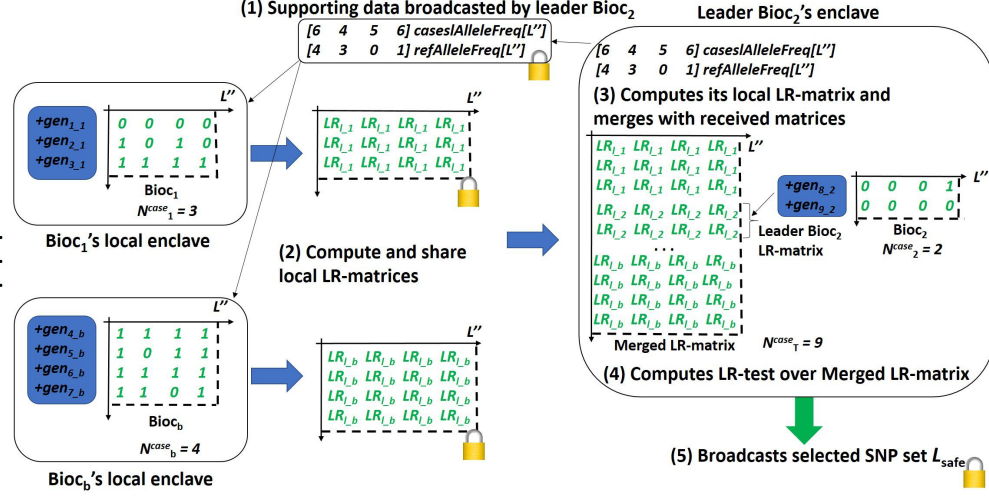 (1) Supporting data broadcasted by leader Bioc2
[6 4 5 6] caseslAlleleFreq[L'']
[4 3 0 1] refAlleleFreq[L'']
L''
+gen1_1
+gen2_1
+gen3_1
0 0 0 0
1 0 1 0
1 1 1 1
Bioc1
Ncase1 = 3
Bioc1's local enclave
L''
LRl_1 LRl_1 LRl_1 LRl_1
LRl_1 LRl_1 LRl_1 LRl_1
LRl_1 LRl_1 LRl_1 LRl_1
(2) Compute and share
local LR-matrices
L''
+gen4_b
+gen5_b
+gen6_b
+gen7_b
1 1 1 1
1 0 1 1
1 1 1 1
1 1 0 1
Biocb
Ncaseb = 4
Biocb's local enclave
L''
LRl_b LRl_b LRl_b LRl_b
LRl_b LRl_b LRl_b LRl_b
LRl_b LRl_b LRl_b LRl_b
LRl_b LRl_b LRl_b LRl_b
Leader Bioc2's enclave
[6 4 5 6] caseslAlleleFreq[L'']
[4 3 0 1] refAlleleFreq[L'']
(3) Computes its local LR-matrix and
merges with received matrices
L''
LRl_1 LRl_1 LRl_1 LRl_1
LRl_1 LRl_1 LRl_1 LRl_1
LRl_1 LRl_1 LRl_1 LRl_1
LRl_2 LRl_2 LRl_2 LRl_2
LRl_2 LRl_2 LRl_2 LRl_2
...
LRl_b LRl_b LRl_b LRl_b
LRl_b LRl_b LRl_b LRl_b
LRl_b LRl_b LRl_b LRl_b
LRl_b LRl_b LRl_b LRl_b
Merged LR-matrix
Leader Bioc2
LR-matrix
L''
+gen8_2
+gen9_2
0 0 0 1
0 0 0 0
Bioc2
Ncase2 = 2
NcaseT = 9
(4) Computes LR-test over Merged LR-matrix
(5) Broadcasts selected SNP set Lsafe